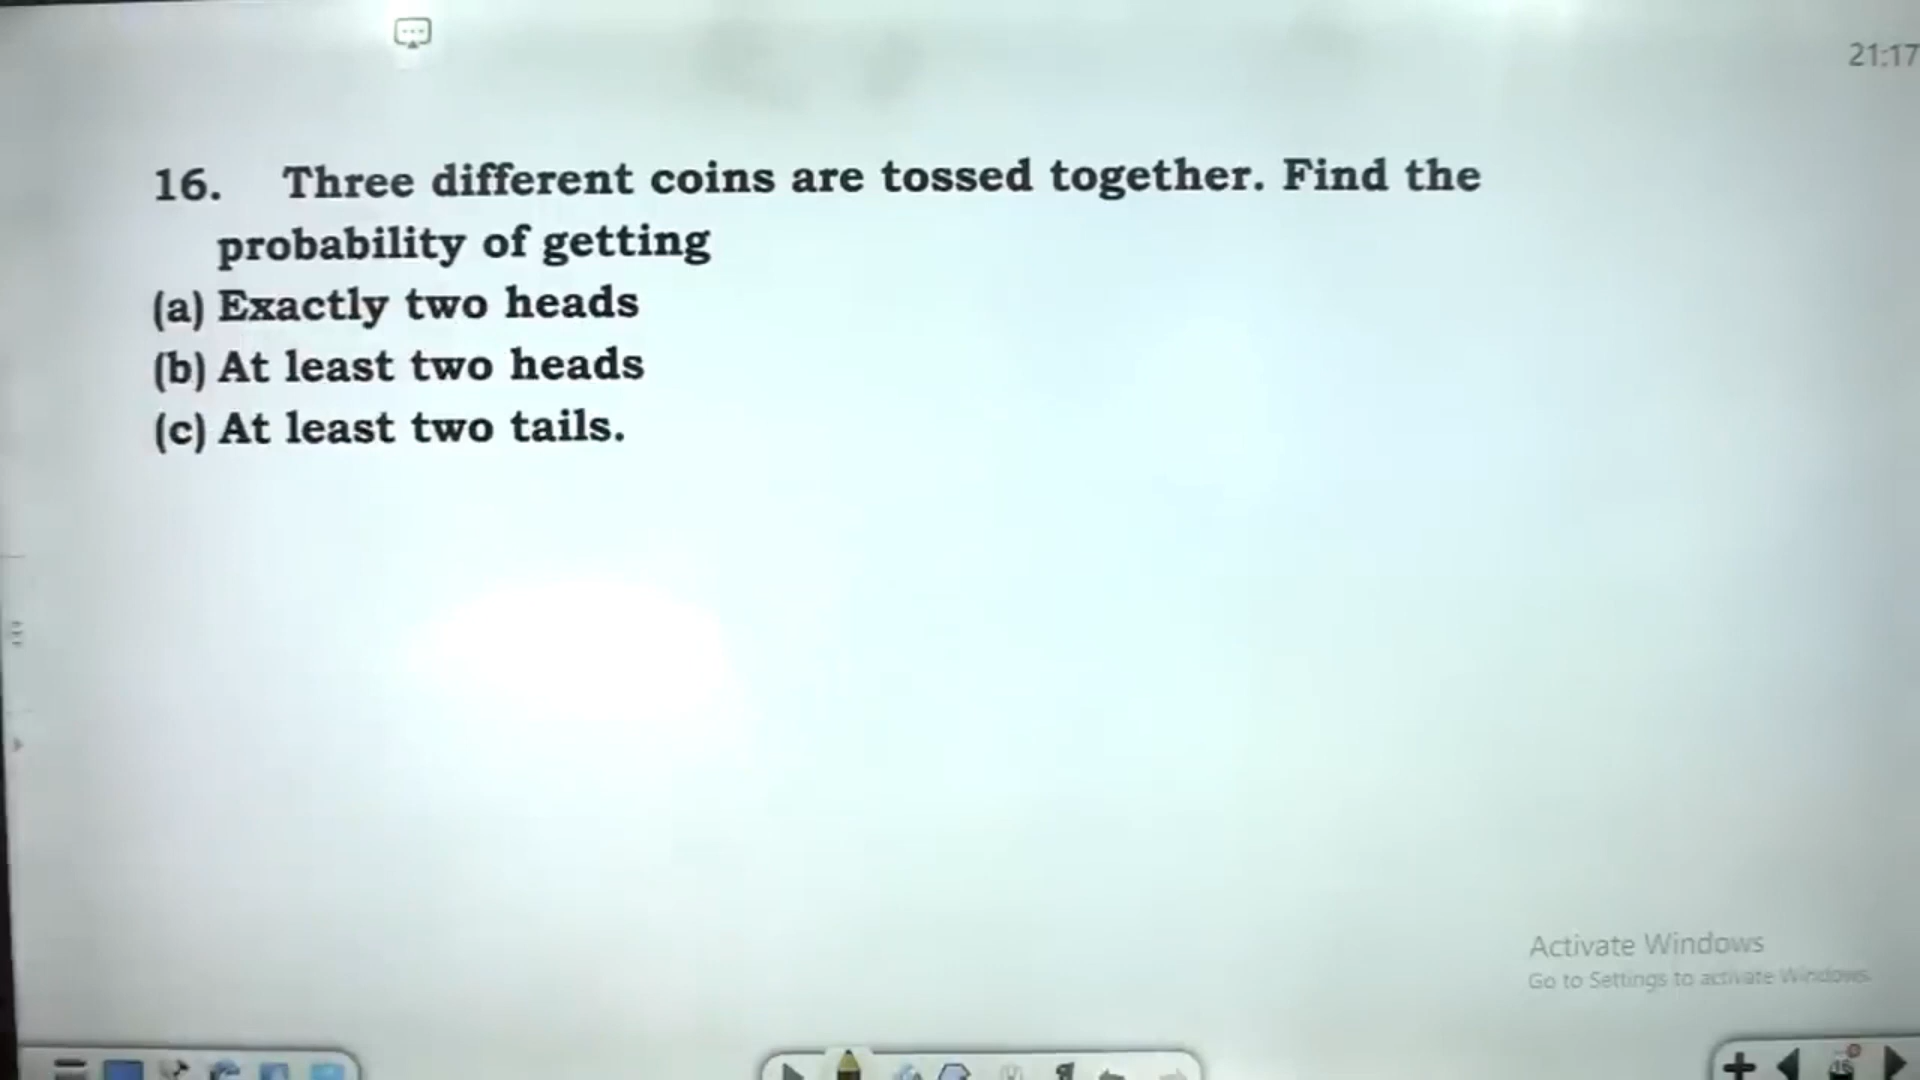 21:17
16. Three different coins are tossed together. Find the
probability of getting
(a) Exactly two heads
(b) At least two heads
(c) At least two tails.
Activate Windows
Go to Settings to activate Windows.